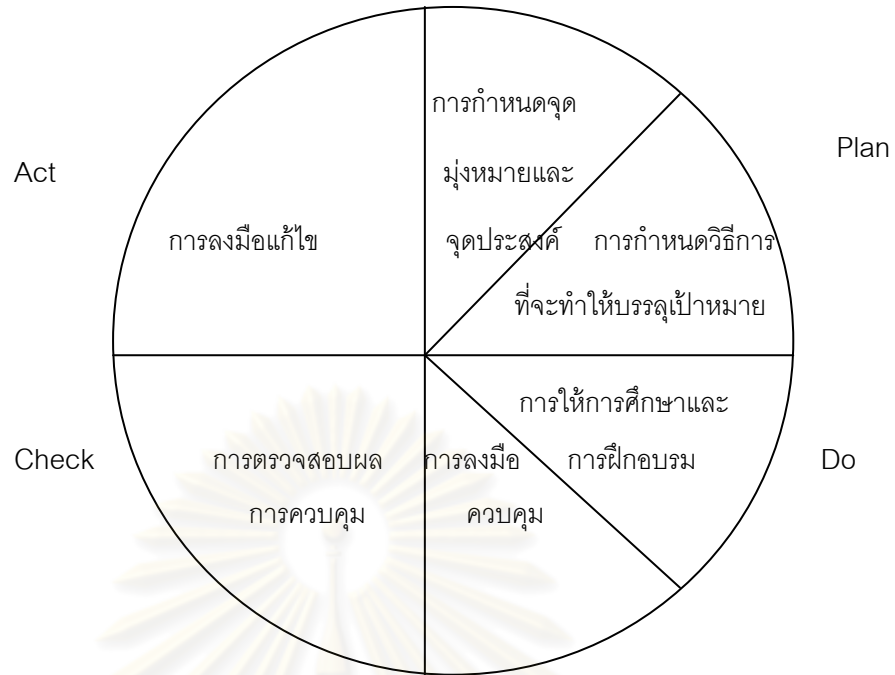 การกำหนดจุด
มุ่งหมายและ
จุดประสงค์
Plan
การกำหนดวิธีการ
ที่จะทำให้บรรลุเป้าหมาย
Act
การลงมือแก้ไข
การให้การศึกษาและ
การฝึกอบรม
Do
การลงมือ
ควบคุม
Check
การตรวจสอบผล
การควบคุม